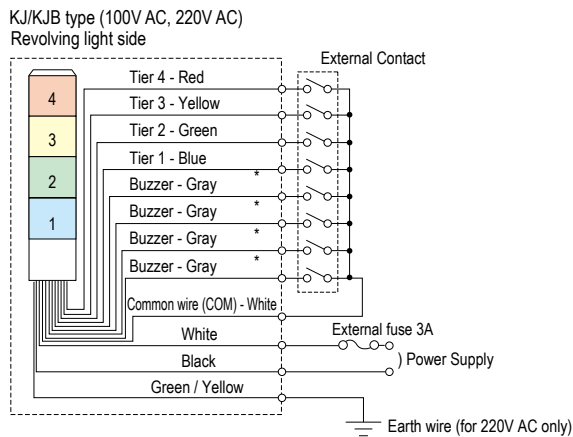 KJ/KJB type (100V AC, 220V AC)
Revolving light side
External Contact
Tier 4 - Red
4
Tier 3 - Yellow
Tier 2 - Green
3
Tier 1 - Blue
*
2
Buzzer - Gray
*
Buzzer - Gray
1
*
Buzzer - Gray
*
Buzzer - Gray
Common wire (COM) - White
External fuse 3A
White
Black
) Power Supply
Green / Yellow
Earth wire (for 220V AC only)